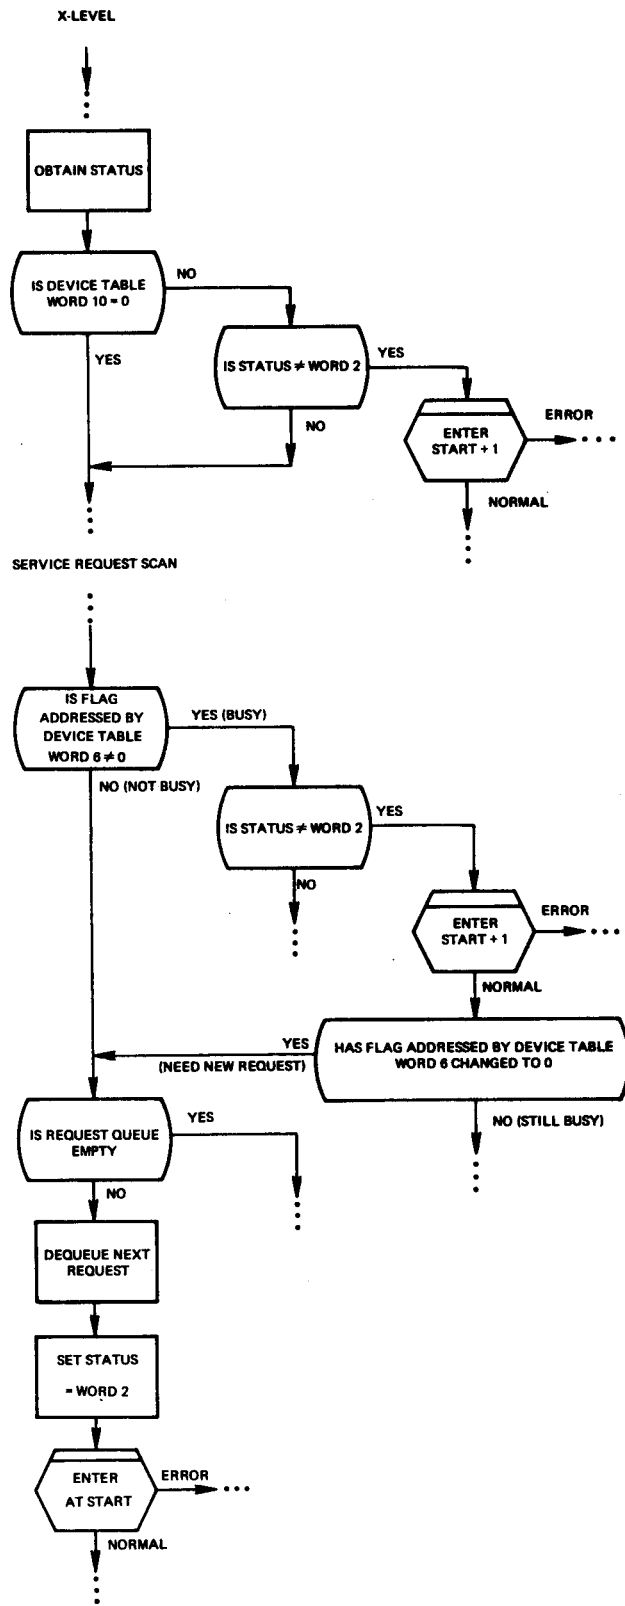 X-LEVEL
OBTAIN STATUS
IS DEVICE TABLE
WORD 10 = 0
NO
YES
IS STATUS ≠ WORD 2
YES
NO
ENTER
START + 1
ERROR
NORMAL
SERVICE REQUEST SCAN
IS FLAG
ADDRESSED BY
DEVICE TABLE
WORD 6 ≠ 0
YES (BUSY)
NO (NOT BUSY)
IS STATUS ≠ WORD 2
YES
NO
ENTER
START + 1
ERROR
NORMAL
HAS FLAG ADDRESSED BY DEVICE TABLE
WORD 6 CHANGED TO 0
YES
(NEED NEW REQUEST)
NO (STILL BUSY)
IS REQUEST QUEUE
EMPTY
YES
NO
DEQUEUE NEXT
REQUEST
SET STATUS
= WORD 2
ENTER
AT START
ERROR
NORMAL